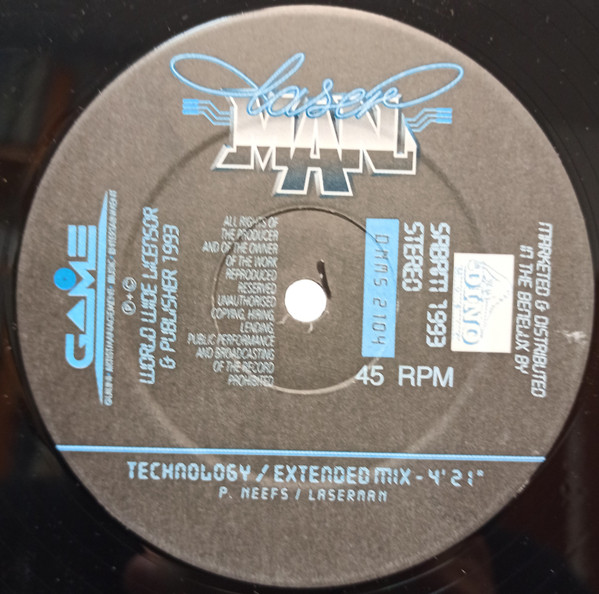 laser
MAN
GAME
℗ + ©
WORLD WIDE LICENSOR
& PUBLISHER 1993
ALL RIGHTS OF
THE PRODUCER
AND OF THE OWNER
OF THE WORK
REPRODUCED
RESERVED
UNAUTHORISED
COPYING, HIRING,
LENDING,
PUBLIC PERFORMANCE
AND BROADCASTING
OF THE RECORD
PROHIBITED
DMMS 2104
STEREO
SABAM 1993
45 RPM
DINO
MARKETED & DISTRIBUTED
IN THE BENELUX BY
TECHNOLOGY / EXTENDED MIX - 4'21"
P. NEEFS / LASERMAN